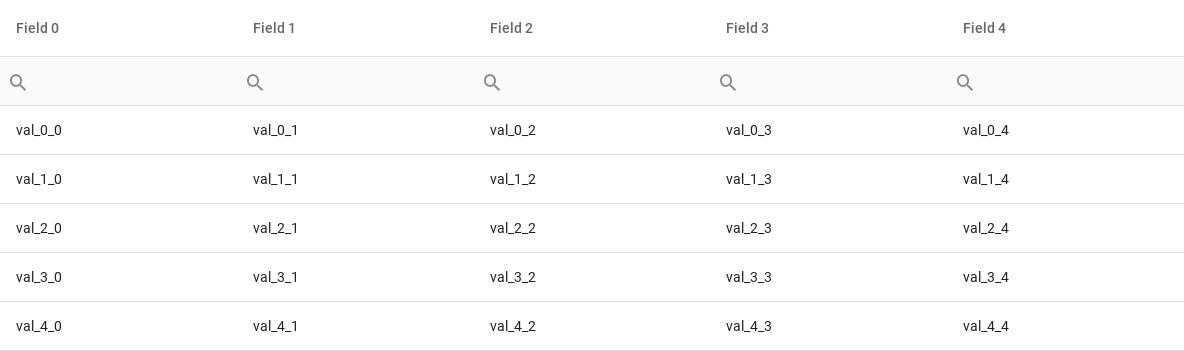 Field 0 Field 1 Field 2 Field 3 Field 4
val_0_0 val_0_1 val_0_2 val_0_3 val_0_4
val_1_0 val_1_1 val_1_2 val_1_3 val_1_4
val_2_0 val_2_1 val_2_2 val_2_3 val_2_4
val_3_0 val_3_1 val_3_2 val_3_3 val_3_4
val_4_0 val_4_1 val_4_2 val_4_3 val_4_4